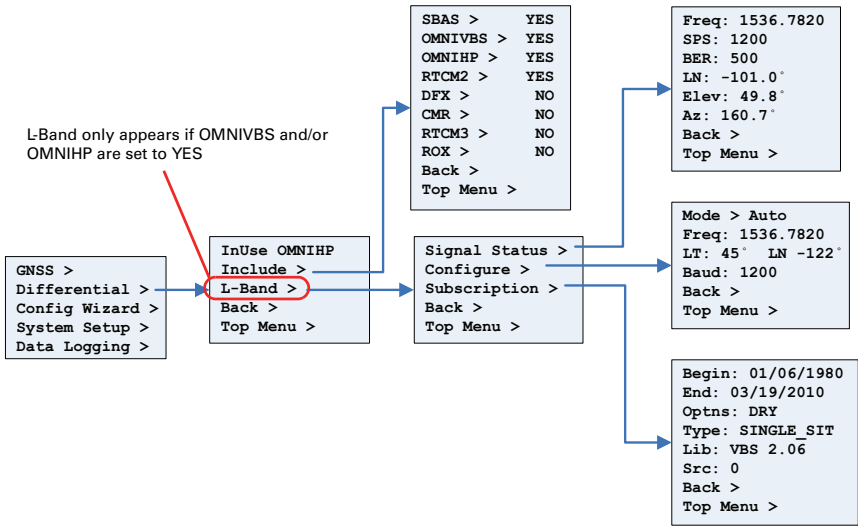 SBAS > YES
OMNIVBS > YES
OMNIHP > YES
RTCM2 > YES
DFX > NO
CMR > NO
RTCM3 > NO
ROX > NO
Back >
Top Menu >
Freq: 1536.7820
SPS: 1200
BER: 500
LN: -101.0°
Elev: 49.8°
Az: 160.7°
Back >
Top Menu >
L-Band only appears if OMNIVBS and/or
OMNIHP are set to YES
GNSS >
Differential >
Config Wizard >
System Setup >
Data Logging >
InUse OMNIHP
Include >
L-Band >
Back >
Top Menu >
Signal Status >
Configure >
Subscription >
Back >
Top Menu >
Mode > Auto
Freq: 1536.7820
LT: 45° LN -122°
Baud: 1200
Back >
Top Menu >
Begin: 01/06/1980
End: 03/19/2010
Optns: DRY
Type: SINGLE_SIT
Lib: VBS 2.06
Src: 0
Back >
Top Menu >